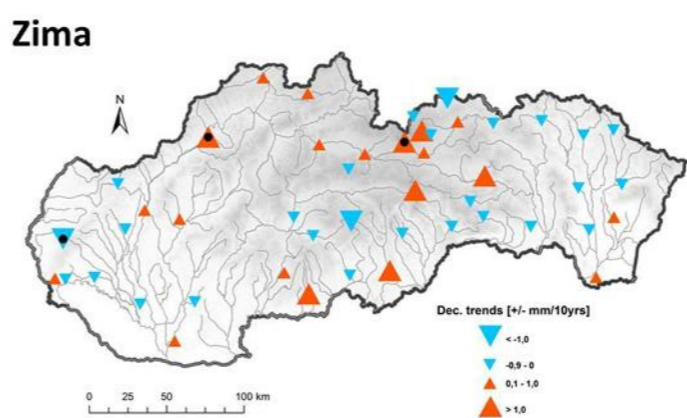 Zima
N
Dec. trends [+/- mm/10yrs]
< -1,0
-0,9 - 0
0,1 - 1,0
> 1,0
0 25 50 100 km